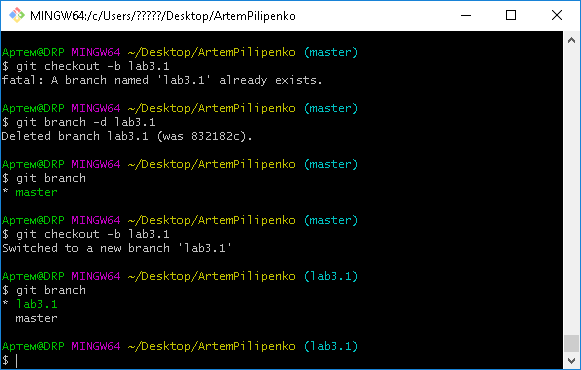 MINGW64:/c/Users/?????/Desktop/ArtemPilipenko
Артем@DRP MINGW64 ~/Desktop/ArtemPilipenko (master)
$ git checkout -b lab3.1
fatal: A branch named 'lab3.1' already exists.
Артем@DRP MINGW64 ~/Desktop/ArtemPilipenko (master)
$ git branch -d lab3.1
Deleted branch lab3.1 (was 832182c).
Артем@DRP MINGW64 ~/Desktop/ArtemPilipenko (master)
$ git branch
* master
Артем@DRP MINGW64 ~/Desktop/ArtemPilipenko (master)
$ git checkout -b lab3.1
Switched to a new branch 'lab3.1'
Артем@DRP MINGW64 ~/Desktop/ArtemPilipenko (lab3.1)
$ git branch
* lab3.1
  master
Артем@DRP MINGW64 ~/Desktop/ArtemPilipenko (lab3.1)
$